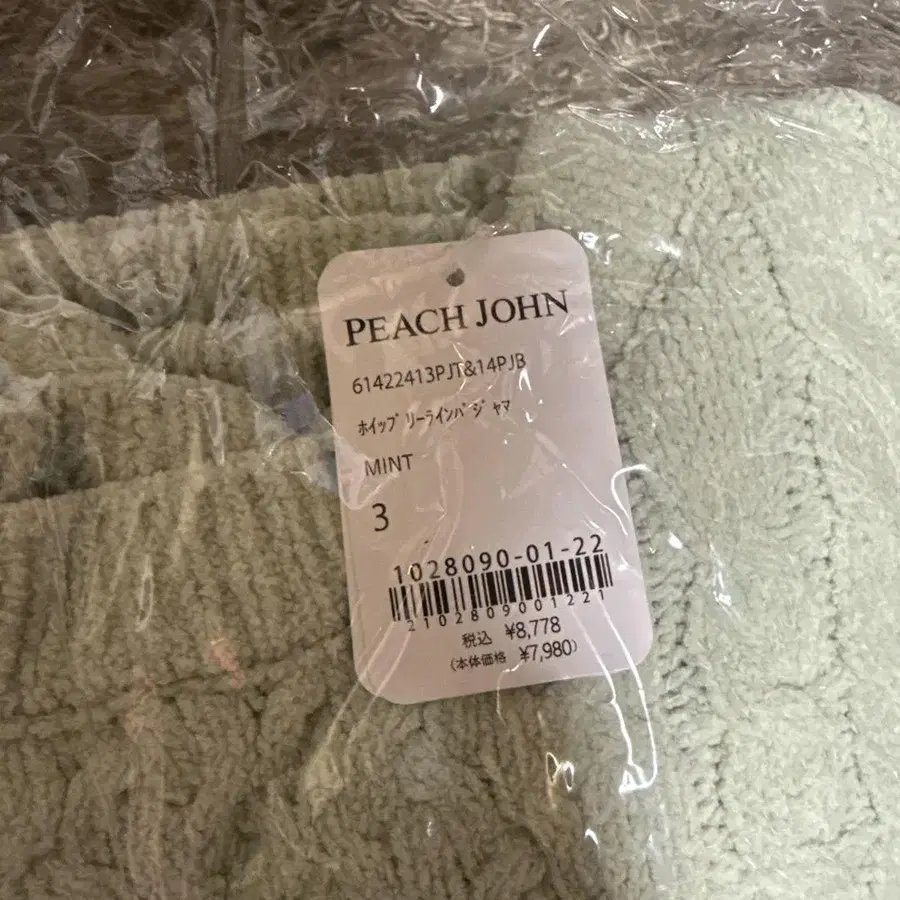 PEACH JOHN
61422413PJT&14PJB
ﾎｲｯﾌﾟﾘｰﾗｲﾝﾊﾟｼﾞｬﾏ
MINT
3
1028090-01-22
2102809001221
税込 ¥8,778
(本体価格 ¥7,980)